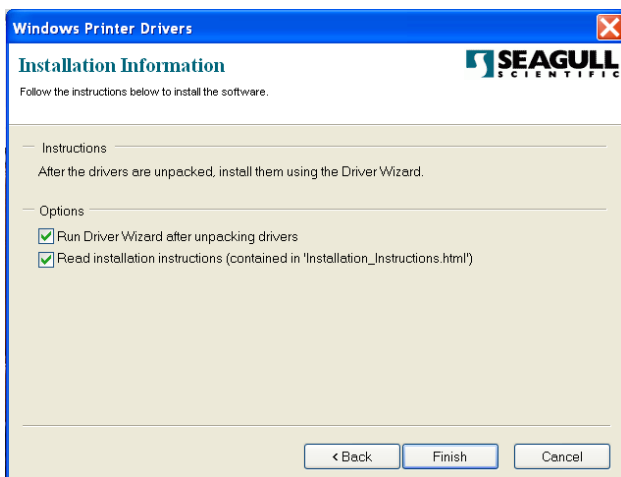 Windows Printer Drivers
Installation Information
SEAGULL
SCIENTIFIC
Follow the instructions below to install the software.
Instructions
After the drivers are unpacked, install them using the Driver Wizard.
Options
Run Driver Wizard after unpacking drivers
Read installation instructions (contained in 'Installation_Instructions.html')
< Back
Finish
Cancel